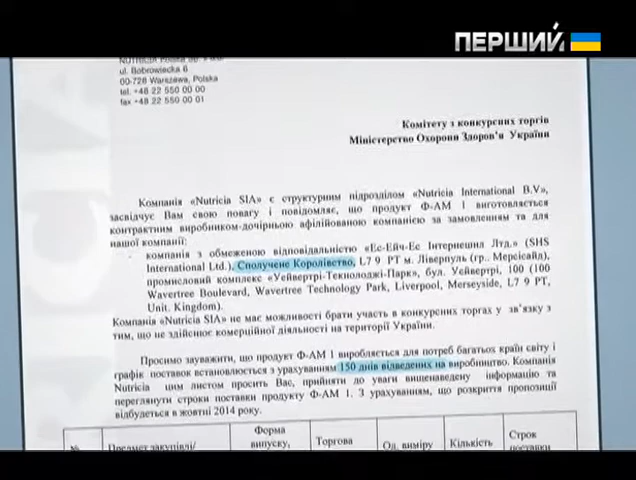 ПЕРШИЙ
NUTRICIA
ul. Bobrowiecka 6
00-728 Warszawa, Polska
tel. +48 22 550 00 00
fax +48 22 550 00 01
Комітету з конкурсних торгів
Міністерство Охорони Здоров'я України
Компанія «Nutricia SIA» є структурним підрозділом «Nutricia International B.V»,
засвідчує Вам свою повагу і повідомляє, що продукт Ф-АМ 1 виготовляється
контрактним виробником-дочірньою афілійованою компанією за замовленням та для
нашої компанії:
- компанія з обмеженою відповідальністю «Ес-Ейч-Ес Інтернешнл Лтд.» (SHS
International Ltd.), Сполучене Королівство, L7 9 PT м. Ліверпуль (гр.. Мерсісайд),
промисловий комплекс «Уейвертрі-Текнолоджі-Парк», бул. Уейвертрі, 100 (100
Wavertree Boulevard, Wavertree Technology Park, Liverpool, Merseyside, L7 9 PT,
Unit. Kingdom).
Компанія «Nutricia SIA» не має можливості брати участь в конкурсних торгах у зв'язку з
тим, що не здійснює комерційної діяльності на території України.
Просимо зауважити, що продукт Ф-АМ 1 виробляється для потреб багатьох країн світу і
графік поставок встановлюється з урахуванням 150 днів відведених на виробництво. Компанія
Nutricia цим листом просить Вас, прийняти до уваги вищенаведену інформацію та
переглянути строки поставки продукту Ф-АМ 1. З урахуванням, що розкриття пропозиції
відбудеться в жовтні 2014 року.
№ Предмет закупівлі/ Форма випуску, Торгова Од. виміру Кількість Строк поставки